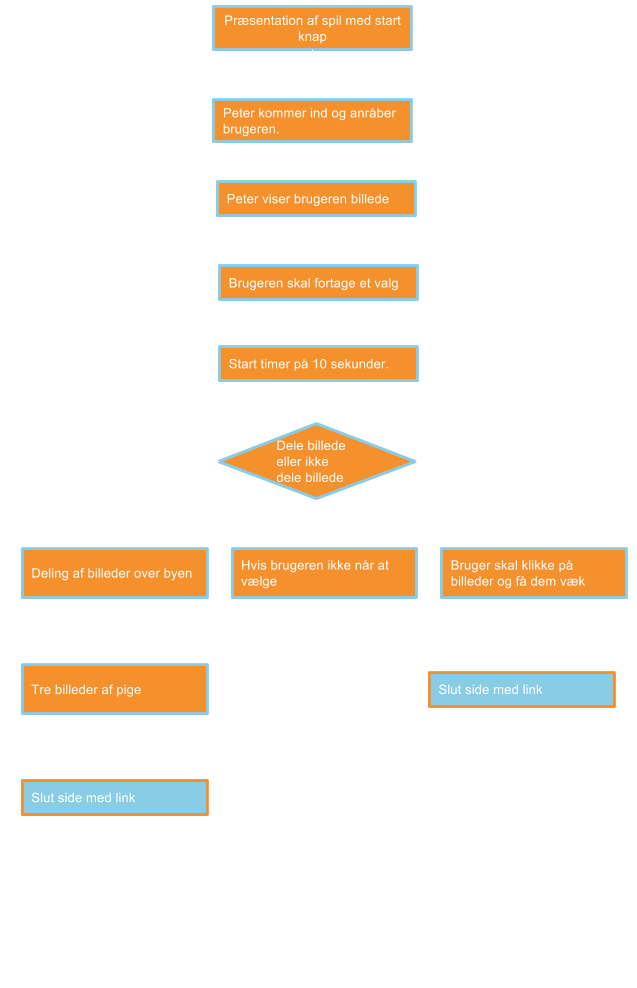 Præsentation af spil med start
knap
Peter kommer ind og anråber
brugeren.
Peter viser brugeren billede
Brugeren skal fortage et valg
Start timer på 10 sekunder.
Dele billede
eller ikke
dele billede
Deling af billeder over byen
Hvis brugeren ikke når at
vælge
Bruger skal klikke på
billeder og få dem væk
Tre billeder af pige
Slut side med link
Slut side med link